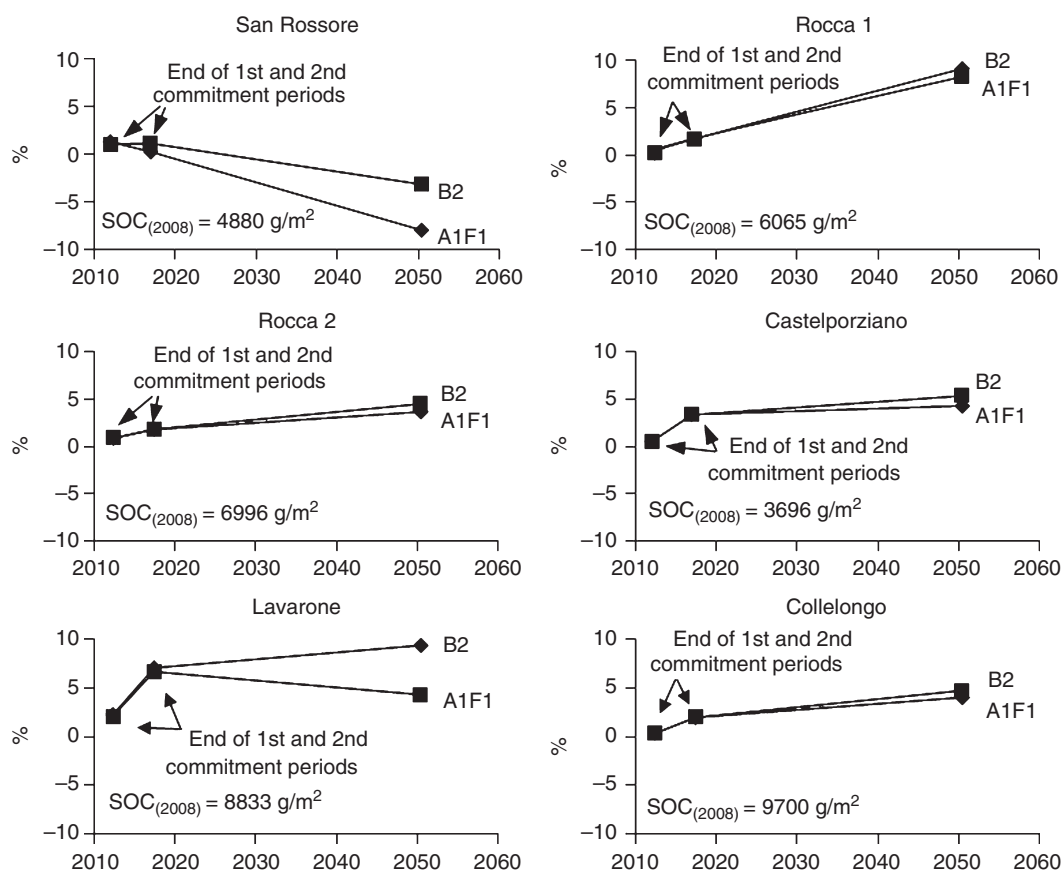 San Rossore
10
5
0
–5
–10
%
End of 1st and 2nd
commitment periods
B2
A1F1
SOC(2008) = 4880 g/m2
2010 2020 2030 2040 2050 2060
Rocca 1
10
5
0
–5
–10
%
End of 1st and 2nd
commitment periods
B2
A1F1
SOC(2008) = 6065 g/m2
2010 2020 2030 2040 2050 2060
Rocca 2
10
5
0
–5
–10
%
End of 1st and 2nd
commitment periods
B2
A1F1
SOC(2008) = 6996 g/m2
2010 2020 2030 2040 2050 2060
Castelporziano
10
5
0
–5
–10
%
B2
A1F1
End of 1st and 2nd
commitment periods
SOC(2008) = 3696 g/m2
2010 2020 2030 2040 2050 2060
Lavarone
10
5
0
–5
–10
%
B2
A1F1
End of 1st and 2nd
commitment periods
SOC(2008) = 8833 g/m2
2010 2020 2030 2040 2050 2060
Collelongo
10
5
0
–5
–10
%
End of 1st and 2nd
commitment periods
B2
A1F1
SOC(2008) = 9700 g/m2
2010 2020 2030 2040 2050 2060